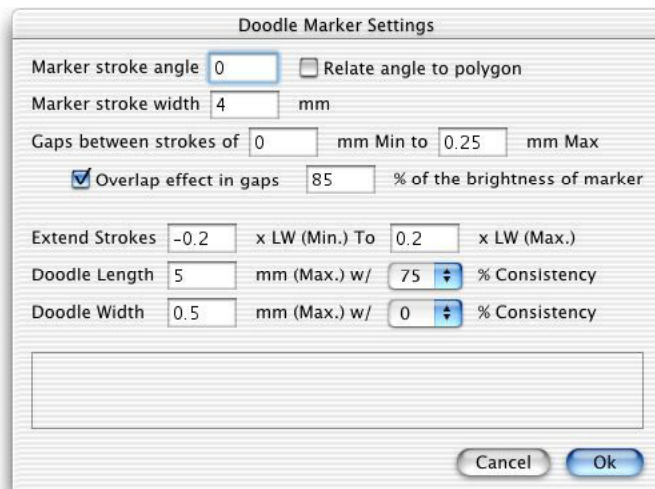 Doodle Marker Settings
Marker stroke angle 0 Relate angle to polygon
Marker stroke width 4 mm
Gaps between strokes of 0 mm Min to 0.25 mm Max
Overlap effect in gaps 85 % of the brightness of marker
Extend Strokes -0.2 x LW (Min.) To 0.2 x LW (Max.)
Doodle Length 5 mm (Max.) w/ 75 % Consistency
Doodle Width 0.5 mm (Max.) w/ 0 % Consistency
Cancel Ok